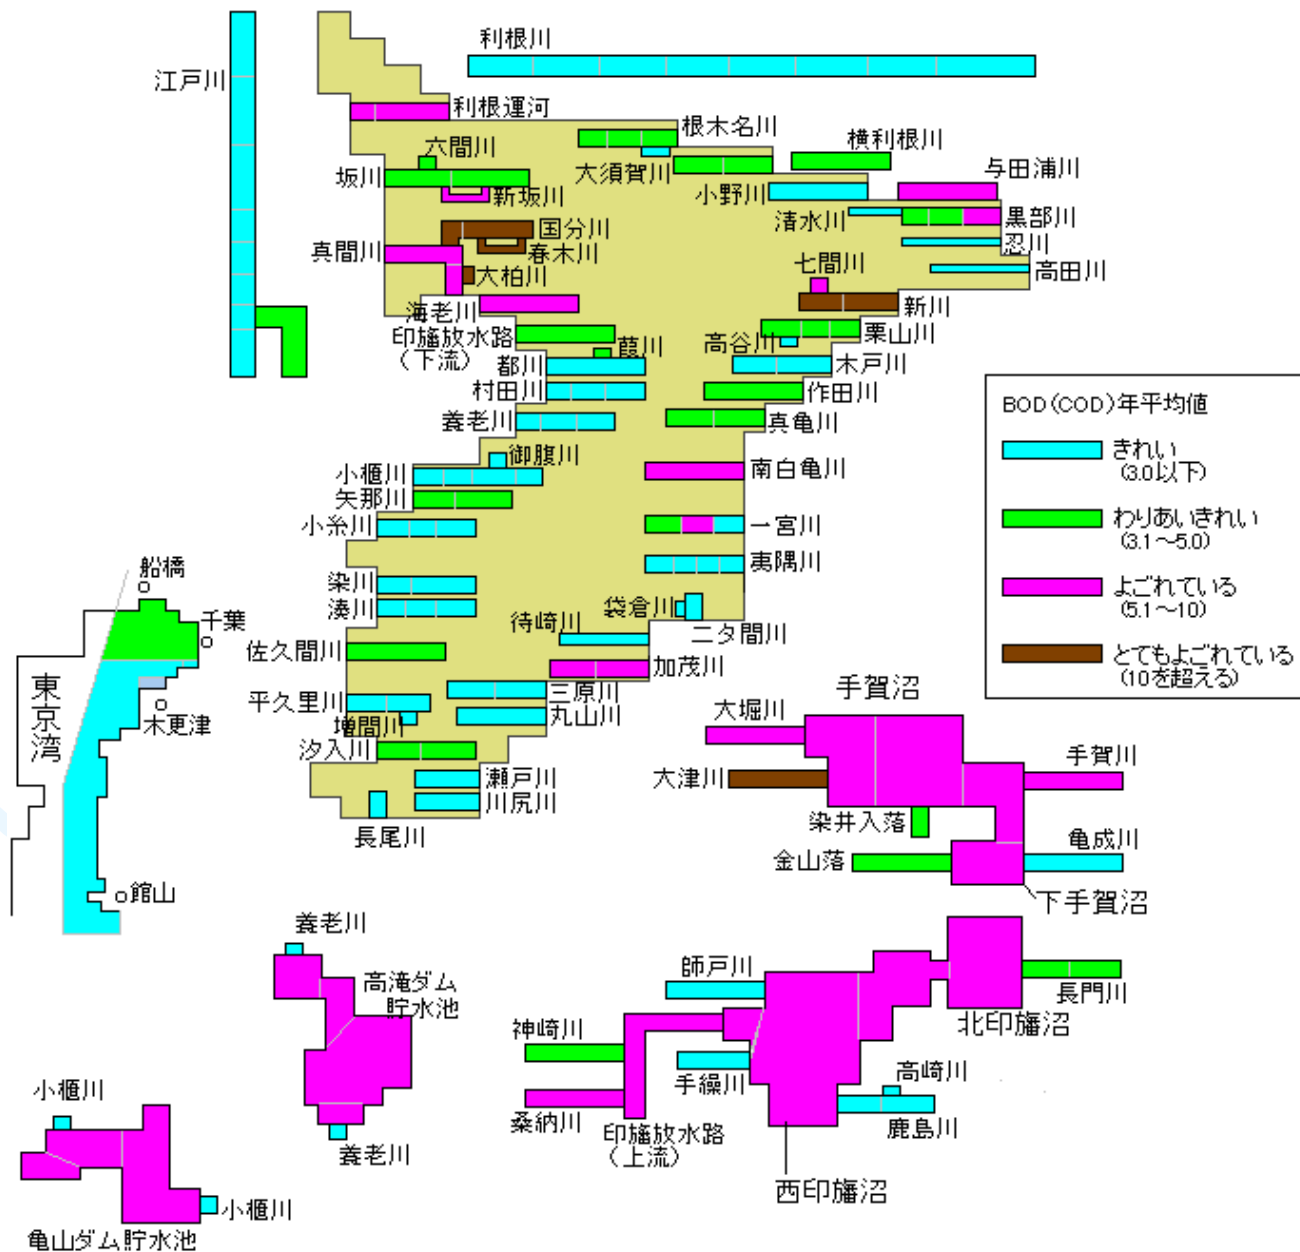 利根川
江戸川
利根運河
根木名川
六間川
横利根川
大須賀川
坂川
与田浦川
小野川
新坂川
清水川
黒部川
国分川
忍川
真間川
春木川
七間川
高田川
大柏川
海老川
新川
印旛放水路
（下流）
葭川
高谷川
栗山川
都川
木戸川
村田川
作田川
養老川
真亀川
御腹川
小櫃川
南白亀川
矢那川
小糸川
一宮川
夷隅川
染川
湊川
袋倉川
待崎川
二タ間川
佐久間川
加茂川
平久里川
三原川
増間川
丸山川
汐入川
瀬戸川
川尻川
長尾川
BOD（COD）年平均値
きれい
（3.0以下）
わりあいきれい
（3.1～5.0）
よごれている
（5.1～10）
とてもよごれている
（10を超える）
船橋
千葉
東京湾
木更津
館山
手賀沼
大堀川
手賀川
大津川
染井入落
金山落
亀成川
下手賀沼
養老川
高滝ダム
貯水池
養老川
師戸川
長門川
北印旛沼
神崎川
手繰川
高崎川
桑納川
鹿島川
印旛放水路
（上流）
西印旛沼
小櫃川
小櫃川
亀山ダム貯水池